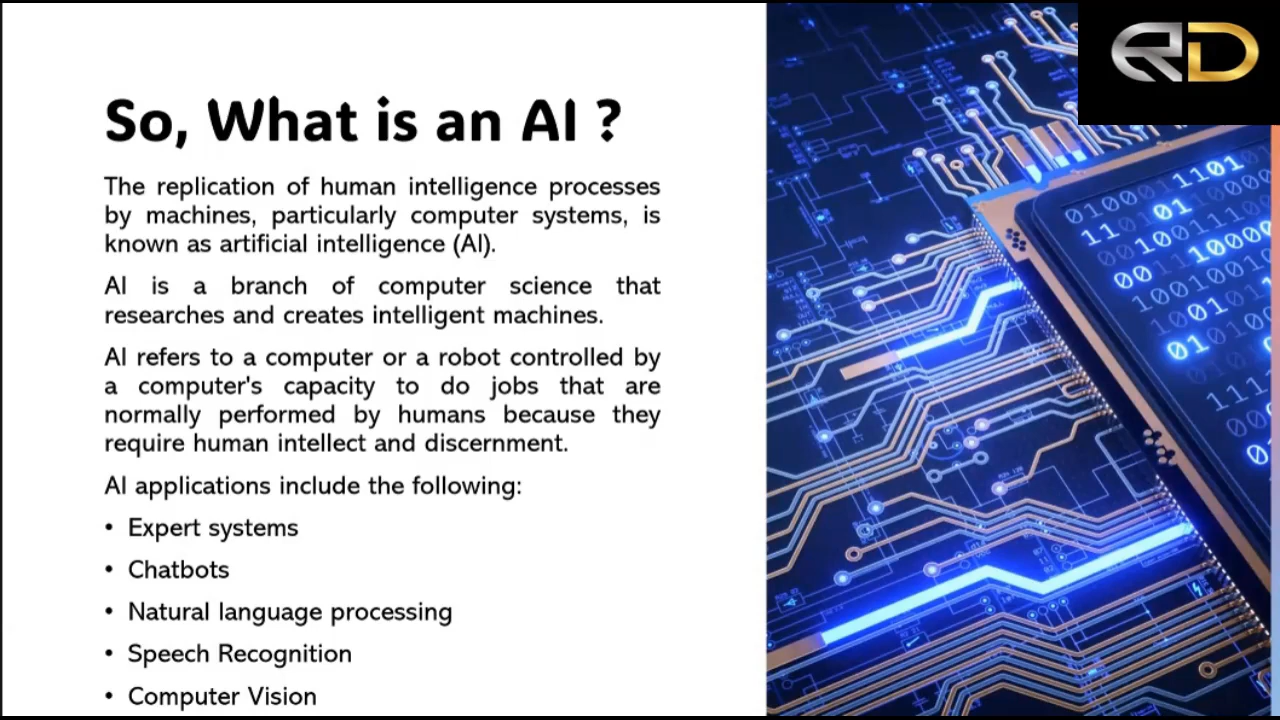 So, What is an AI ?
The replication of human intelligence processes
by machines, particularly computer systems, is
known as artificial intelligence (AI).
AI is a branch of computer science that
researches and creates intelligent machines.
AI refers to a computer or a robot controlled by
a computer's capacity to do jobs that are
normally performed by humans because they
require human intellect and discernment.
AI applications include the following:
• Expert systems
• Chatbots
• Natural language processing
• Speech Recognition
• Computer Vision
RD